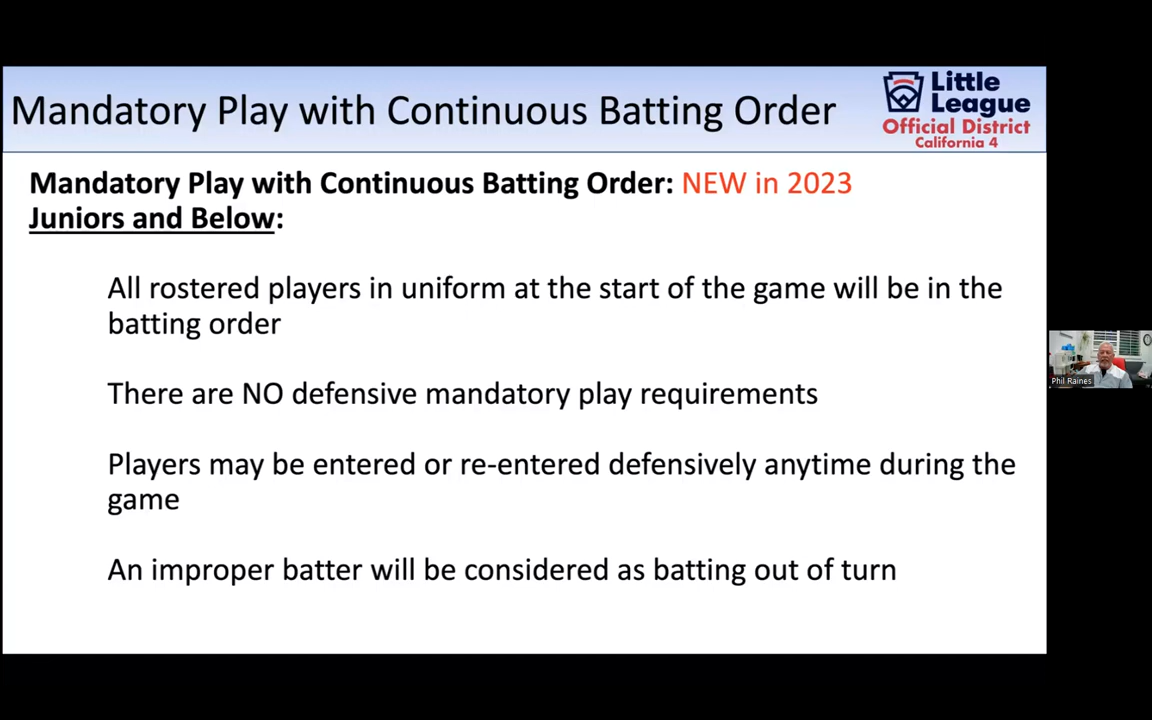 Mandatory Play with Continuous Batting Order
Little
League
Official District
California 4
Mandatory Play with Continuous Batting Order: NEW in 2023
Juniors and Below:
All rostered players in uniform at the start of the game will be in the
batting order
There are NO defensive mandatory play requirements
Players may be entered or re-entered defensively anytime during the
game
An improper batter will be considered as batting out of turn
Phil Raines